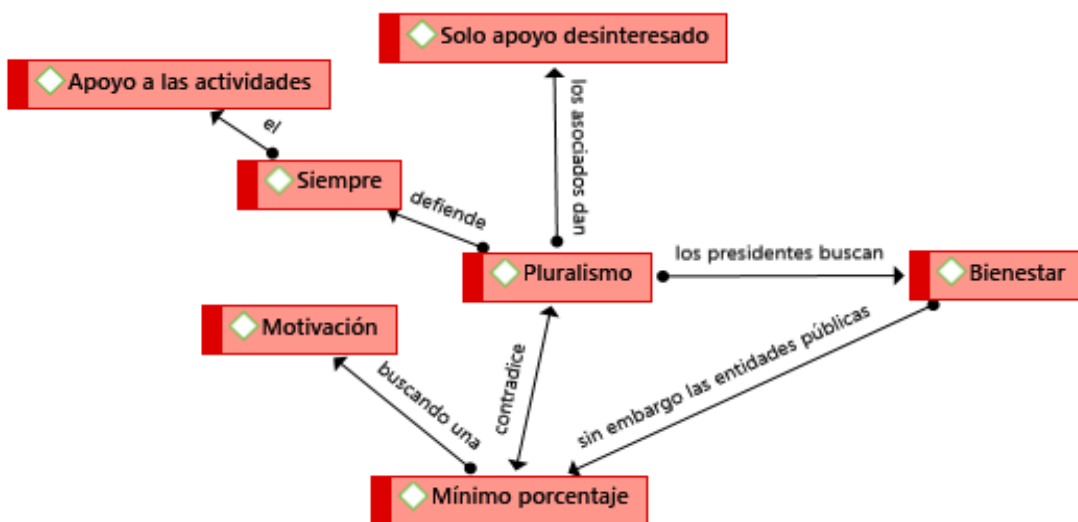 Solo apoyo desinteresado
Apoyo a las actividades
los asociados dan
el
Siempre
defiende
los presidentes buscan
Pluralismo
Bienestar
Motivación
buscando una
contradice
sin embargo las entidades públicas
Mínimo porcentaje